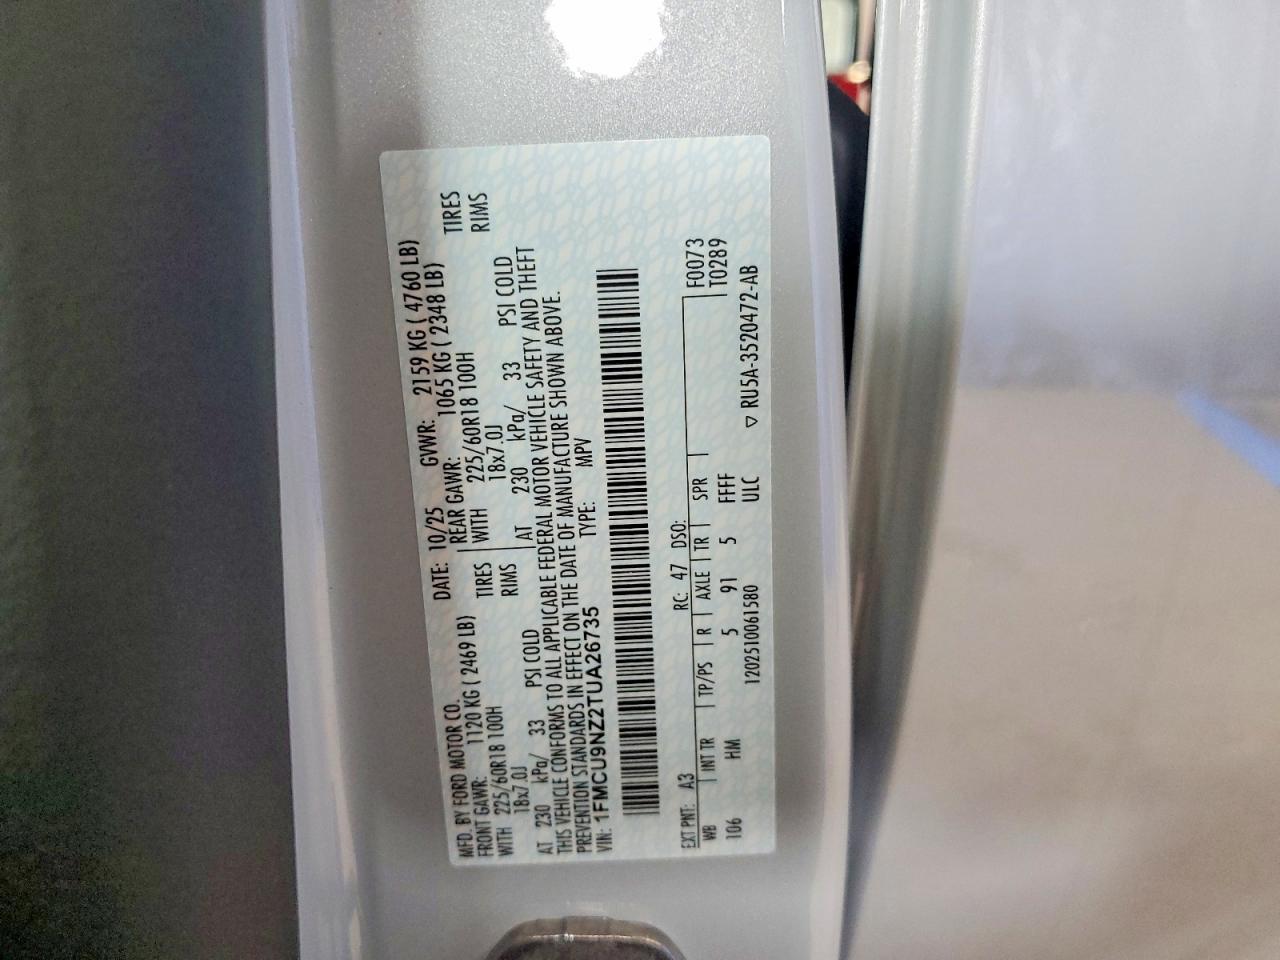 MFD. BY FORD MOTOR CO. DATE: 10/25 GVWR: 2159 KG ( 4760 LB)
FRONT GAWR: 1120 KG ( 2469 LB) REAR GAWR: 1065 KG ( 2348 LB)
WITH 225/60R18 100H TIRES WITH 225/60R18 100H TIRES
18x7.0J RIMS 18x7.0J RIMS
AT 230 kPa/ 33 PSI COLD AT 230 kPa/ 33 PSI COLD
THIS VEHICLE CONFORMS TO ALL APPLICABLE FEDERAL MOTOR VEHICLE SAFETY AND THEFT
PREVENTION STANDARDS IN EFFECT ON THE DATE OF MANUFACTURE SHOWN ABOVE.
VIN: 1FMCU9NZ2TUA26735 TYPE: MPV
EXT PNT: A3 RC: 47 DSO: F0073
WB INT TR TP/PS R AXLE TR SPR T0289
106 HM 5 91 5 FFFF
1202510061580 ULC ▽ RU5A-3520472-AB